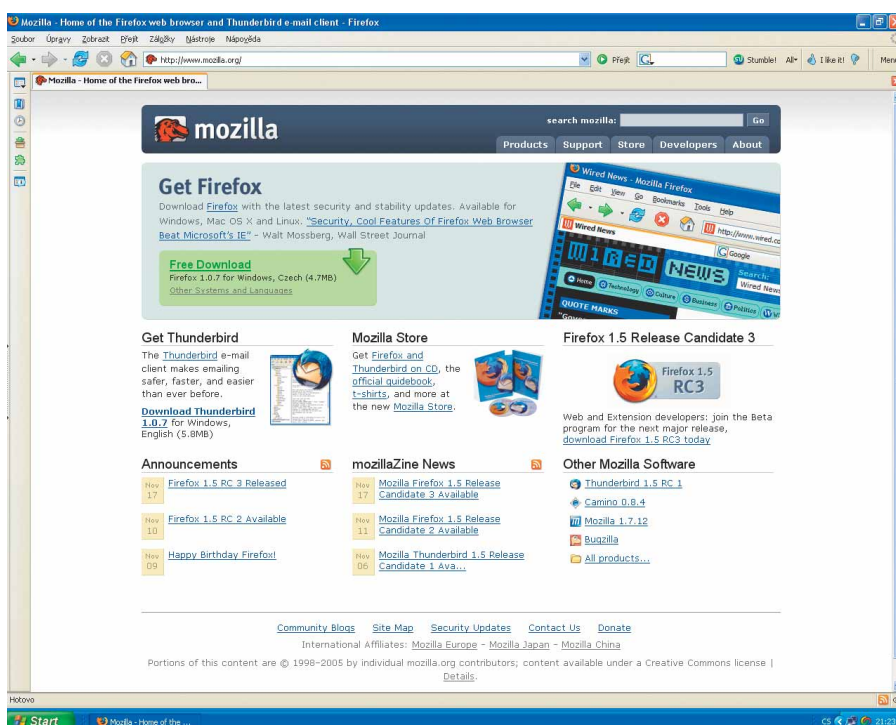 Mozilla - Home of the Firefox web browser and Thunderbird e-mail client - Firefox
Soubor Úpravy Zobrazit Přejít Záložky Nástroje Nápověda
http://www.mozilla.org/ Přejít Stumble! All I like it! Menu
Mozilla - Home of the Firefox web bro...
mozilla
search mozilla: Go
Products Support Store Developers About
Get Firefox
Download Firefox with the latest security and stability updates. Available for
Windows, Mac OS X and Linux. "Security, Cool Features Of Firefox Web Browser
Beat Microsoft's IE" – Walt Mossberg, Wall Street Journal
Free Download
Firefox 1.0.7 for Windows, Czech (4.7MB)
Other Systems and Languages
Wired News - Mozilla Firefox
File Edit View Go Bookmarks Tools Help
http://www.wired.co
Wired News
Google
WIRED NEWS
Search:
Wired News
Home Technology Culture Business Politics
QUOTE MARKS
Get Thunderbird
The Thunderbird e-mail
client makes emailing
safer, faster, and easier
than ever before.
Download Thunderbird
1.0.7 for Windows,
English (5.8MB)
Mozilla Store
Get Firefox and
Thunderbird on CD, the
official guidebook,
t-shirts, and more at
the new Mozilla Store.
Firefox 1.5 Release Candidate 3
Firefox 1.5
RC3
Web and Extension developers: join the Beta
program for the next major release,
download Firefox 1.5 RC3 today
Announcements
Nov 17 Firefox 1.5 RC 3 Released
Nov 10 Firefox 1.5 RC 2 Available
Nov 09 Happy Birthday Firefox!
mozillaZine News
Nov 17 Mozilla Firefox 1.5 Release
Candidate 3 Available
Nov 11 Mozilla Firefox 1.5 Release
Candidate 2 Available
Nov 06 Mozilla Thunderbird 1.5 Release
Candidate 1 Ava...
Other Mozilla Software
Thunderbird 1.5 RC 1
Camino 0.8.4
Mozilla 1.7.12
Bugzilla
All products...
Community Blogs Site Map Security Updates Contact Us Donate
International Affiliates: Mozilla Europe – Mozilla Japan – Mozilla China
Portions of this content are © 1998–2005 by individual mozilla.org contributors; content available under a Creative Commons license |
Details.
Hotovo
Start Mozilla - Home of the ... CS